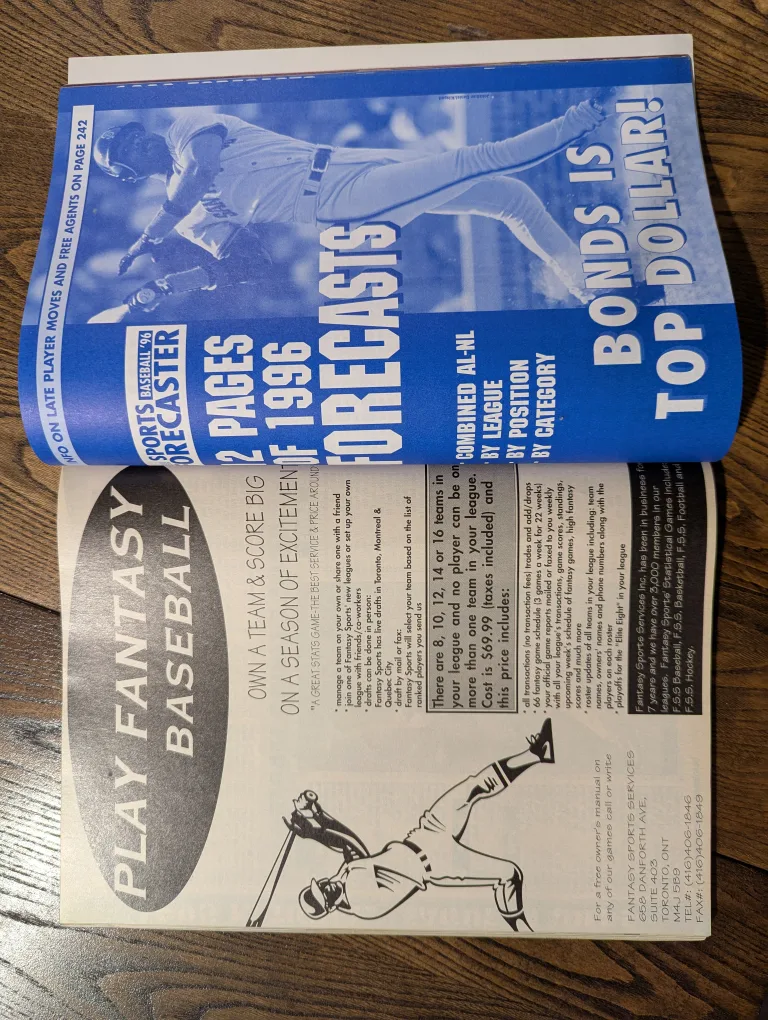 PLAY FANTASY
BASEBALL
OWN A TEAM & SCORE BIG
ON A SEASON OF EXCITEMENT
"A GREAT STATS GAME-THE BEST SERVICE & PRICE AROUND
* manage a team on your own or share one with a friend
* join one of Fantasy Sports' new leagues or set up your own
league with friends/co-workers
* drafts can be done in person:
Fantasy Sports has live drafts in Toronto, Montreal &
Quebec City
* draft by mail or fax:
Fantasy Sports will select your team based on the list of
ranked players you send us
There are 8, 10, 12, 14 or 16 teams in
your league and no player can be on
more than one team in your league.
Cost is $69.99 (taxes included) and
this price includes:
* all transactions (no transaction fees) trades and add/drops
* 66 fantasy game schedule (3 games a week for 22 weeks)
* your official game reports mailed or faxed to you weekly
with all your league's transactions, game scores, standings,
upcoming week's schedule of fantasy games, high fantasy
scores and much more
* roster updates of all teams in your league including: team
names, owners' names and phone numbers along with the
players on each roster
* playoffs for the "Elite Eight" in your league
For a free owner's manual on
any of our games call or write
FANTASY SPORTS SERVICES
658 DANFORTH AVE,
SUITE 403
TORONTO, ONT
M4J 5B9
TEL#: (416)406-1846
FAX#: (416)406-1849
Fantasy Sports Services Inc. has been in business for
7 years and we have over 3,000 members in our
leagues. Fantasy Sports' Statistical Games include
F.S.S Baseball, F.S.S. Basketball, F.S.S. Football and
F.S.S. Hockey.
NFO ON LATE PLAYER MOVES AND FREE AGENTS ON PAGE 242
SPORTS BASEBALL '96
ORECASTER
2 PAGES
OF 1996
FORECASTS
COMBINED AL-NL
BY LEAGUE
BY POSITION
BY CATEGORY
BONDS IS
TOP DOLLAR!